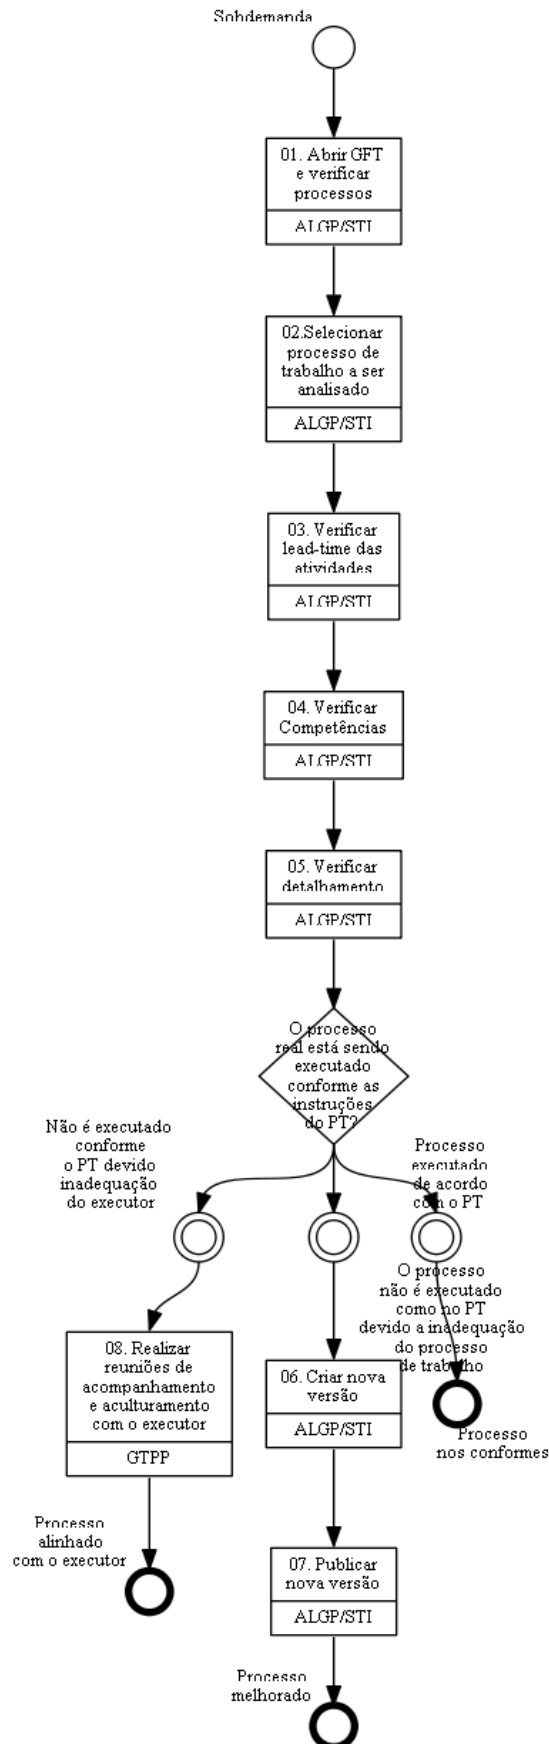 Sobdemanda
01. Abrir GFT
e verificar
processos
ALGP/STI
02.Selecionar
processo de
trabalho a ser
analisado
ALGP/STI
03. Verificar
lead-time das
atividades
ALGP/STI
04. Verificar
Competências
ALGP/STI
05. Verificar
detalhamento
ALGP/STI
O processo
real está sendo
executado
conforme as
instruções
do PT?
Não é executado
conforme
o PT devido
inadequação
do executor
Processo
executado
de acordo
com o PT
O processo
não é executado
como no PT
devido a inadequação
do processo
de trabalho
08. Realizar
reuniões de
acompanhamento
e aculturamento
com o executor
GTPP
06. Criar nova
versão
ALGP/STI
Processo
nos conformes
Processo
alinhado
com o executor
07. Publicar
nova versão
ALGP/STI
Processo
melhorado